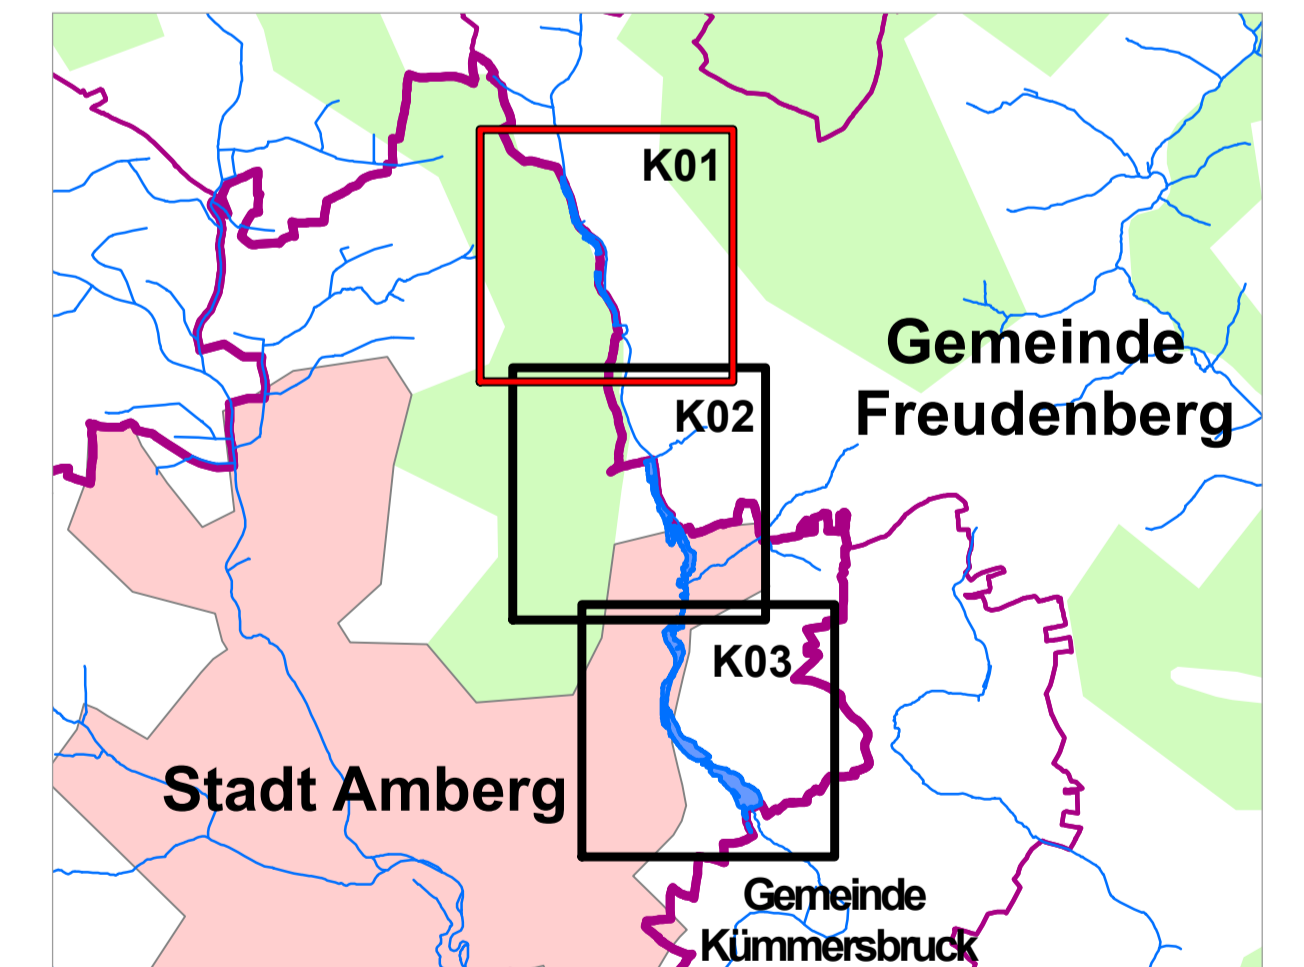 K01
Gemeinde
Freudenberg
K02
K03
Stadt Amberg
Gemeinde
Kümmersbruck